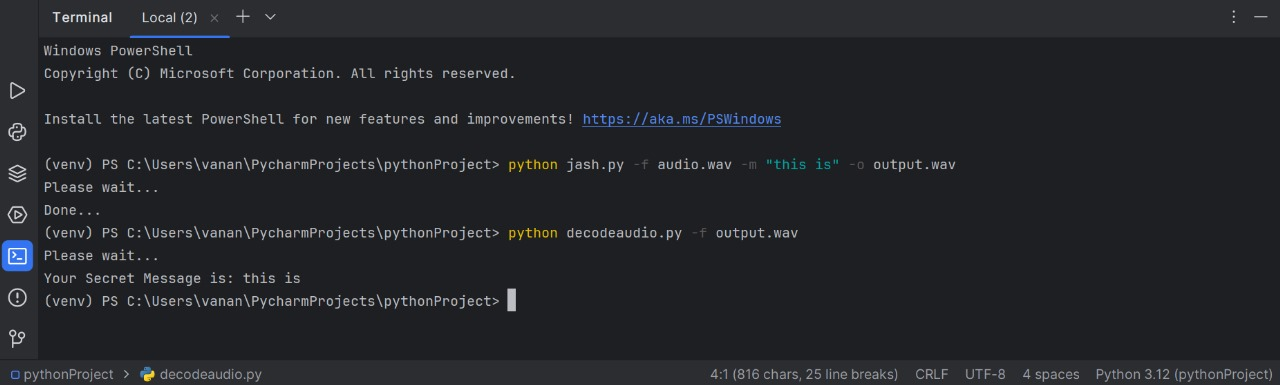 Terminal Local (2)
Windows PowerShell
Copyright (C) Microsoft Corporation. All rights reserved.
Install the latest PowerShell for new features and improvements! https://aka.ms/PSWindows
(venv) PS C:\Users\vanan\PycharmProjects\pythonProject> python jash.py -f audio.wav -m "this is" -o output.wav
Please wait...
Done...
(venv) PS C:\Users\vanan\PycharmProjects\pythonProject> python decodeaudio.py -f output.wav
Please wait...
Your Secret Message is: this is
(venv) PS C:\Users\vanan\PycharmProjects\pythonProject>
pythonProject > decodeaudio.py 4:1 (816 chars, 25 line breaks) CRLF UTF-8 4 spaces Python 3.12 (pythonProject)